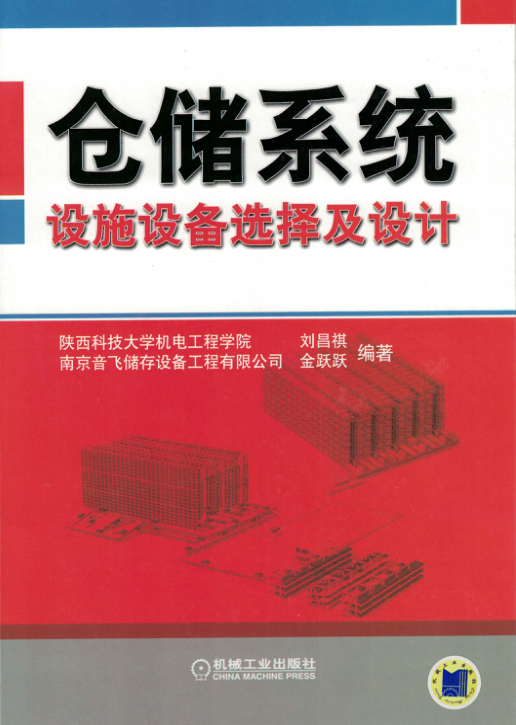 仓储系统
设施设备选择及设计
陕西科技大学机电工程学院 刘昌祺
南京音飞储存设备工程有限公司 金跃跃 编著
机械工业出版社
CHINA MACHINE PRESS